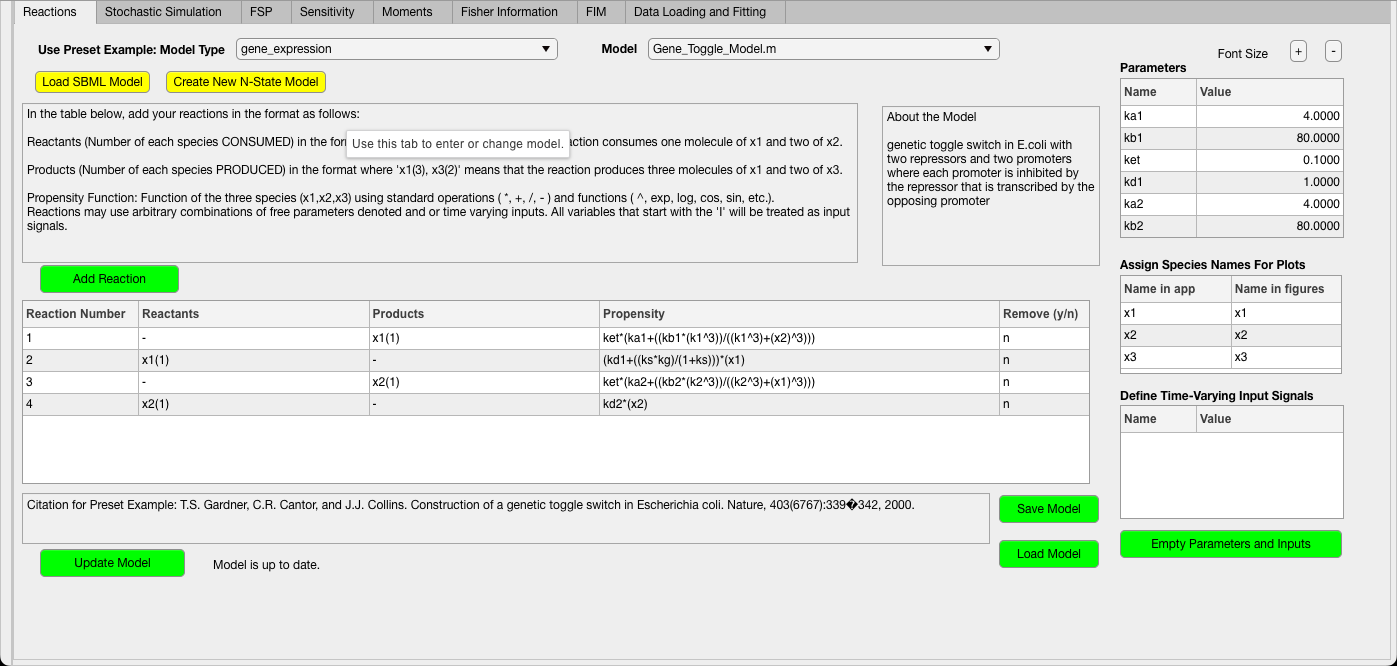 Reactions Stochastic Simulation FSP Sensitivity Moments Fisher Information FIM Data Loading and Fitting
Use Preset Example: Model Type gene_expression Model Gene_Toggle_Model.m
Font Size + -
Load SBML Model Create New N-State Model
In the table below, add your reactions in the format as follows:
Reactants (Number of each species CONSUMED) in the for
Use this tab to enter or change model.
action consumes one molecule of x1 and two of x2.
Products (Number of each species PRODUCED) in the format where 'x1(3), x3(2)' means that the reaction produces three molecules of x1 and two of x3.
Propensity Function: Function of the three species (x1,x2,x3) using standard operations ( *, +, /, - ) and functions ( ^, exp, log, cos, sin, etc.).
Reactions may use arbitrary combinations of free parameters denoted and or time varying inputs. All variables that start with the 'I' will be treated as input
signals.
About the Model
genetic toggle switch in E.coli with
two repressors and two promoters
where each promoter is inhibited by
the repressor that is transcribed by the
opposing promoter
Parameters
Name Value
ka1 4.0000
kb1 80.0000
ket 0.1000
kd1 1.0000
ka2 4.0000
kb2 80.0000
Add Reaction
Reaction Number Reactants Products Propensity Remove (y/n)
1 - x1(1) ket*(ka1+((kb1*(k1^3))/((k1^3)+(x2)^3))) n
2 x1(1) - (kd1+((ks*kg)/(1+ks)))*(x1) n
3 - x2(1) ket*(ka2+((kb2*(k2^3))/((k2^3)+(x1)^3))) n
4 x2(1) - kd2*(x2) n
Assign Species Names For Plots
Name in app Name in figures
x1 x1
x2 x2
x3 x3
Define Time-Varying Input Signals
Name Value
Citation for Preset Example: T.S. Gardner, C.R. Cantor, and J.J. Collins. Construction of a genetic toggle switch in Escherichia coli. Nature, 403(6767):339�342, 2000.
Save Model
Load Model
Empty Parameters and Inputs
Update Model Model is up to date.